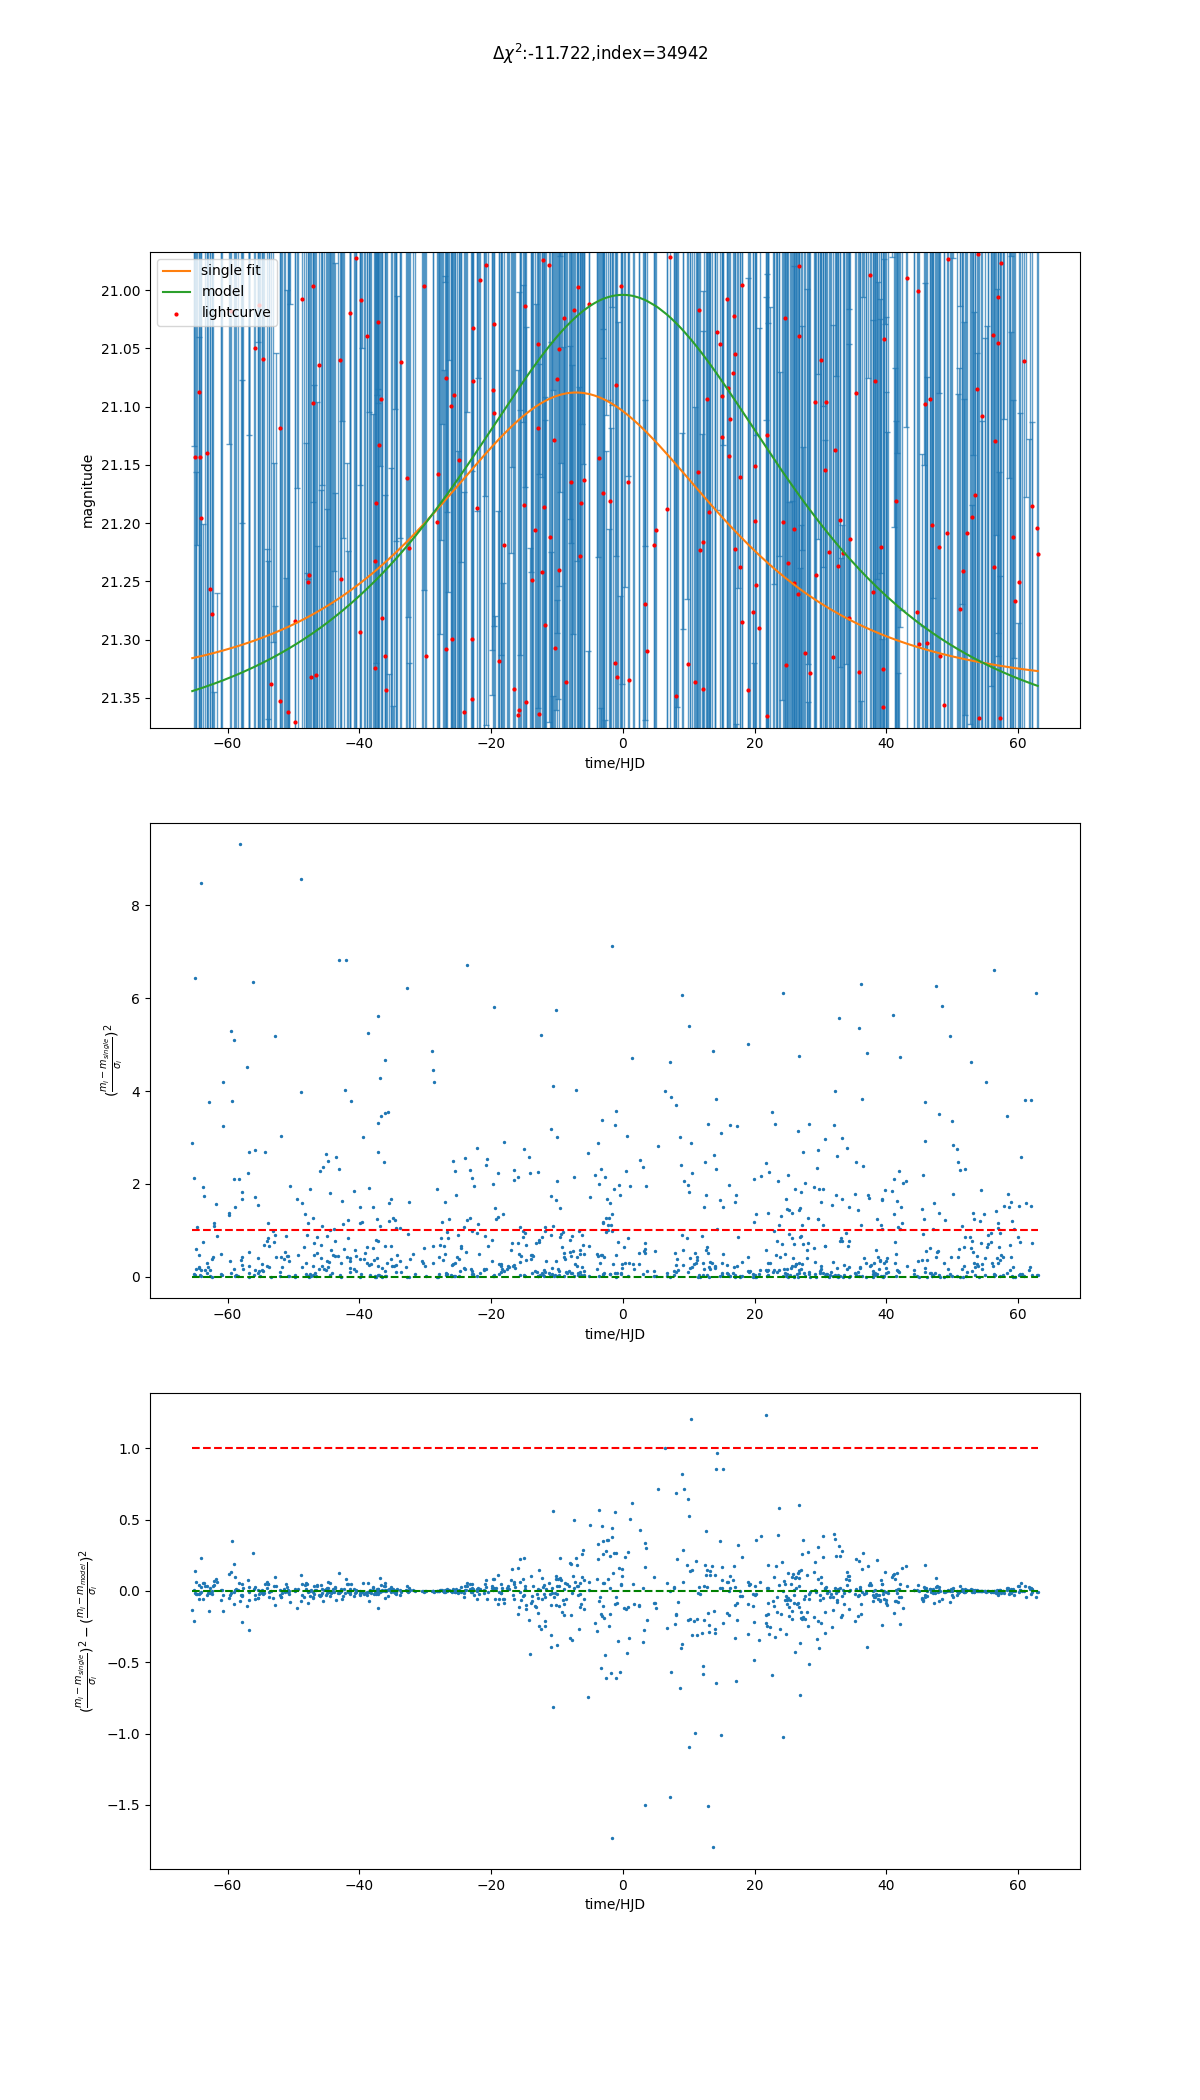 Δχ²:-11.722,index=34942
single fit
model
lightcurve
21.00
21.05
21.10
21.15
21.20
21.25
21.30
21.35
magnitude
−60 −40 −20 0 20 40 60
time/HJD
8
6
4
2
0
(m_i − m_single / σ_i)²
−60 −40 −20 0 20 40 60
time/HJD
1.0
0.5
0.0
−0.5
−1.0
−1.5
(m_i − m_single / σ_i)² − (m_i − m_model / σ_i)²
−60 −40 −20 0 20 40 60
time/HJD